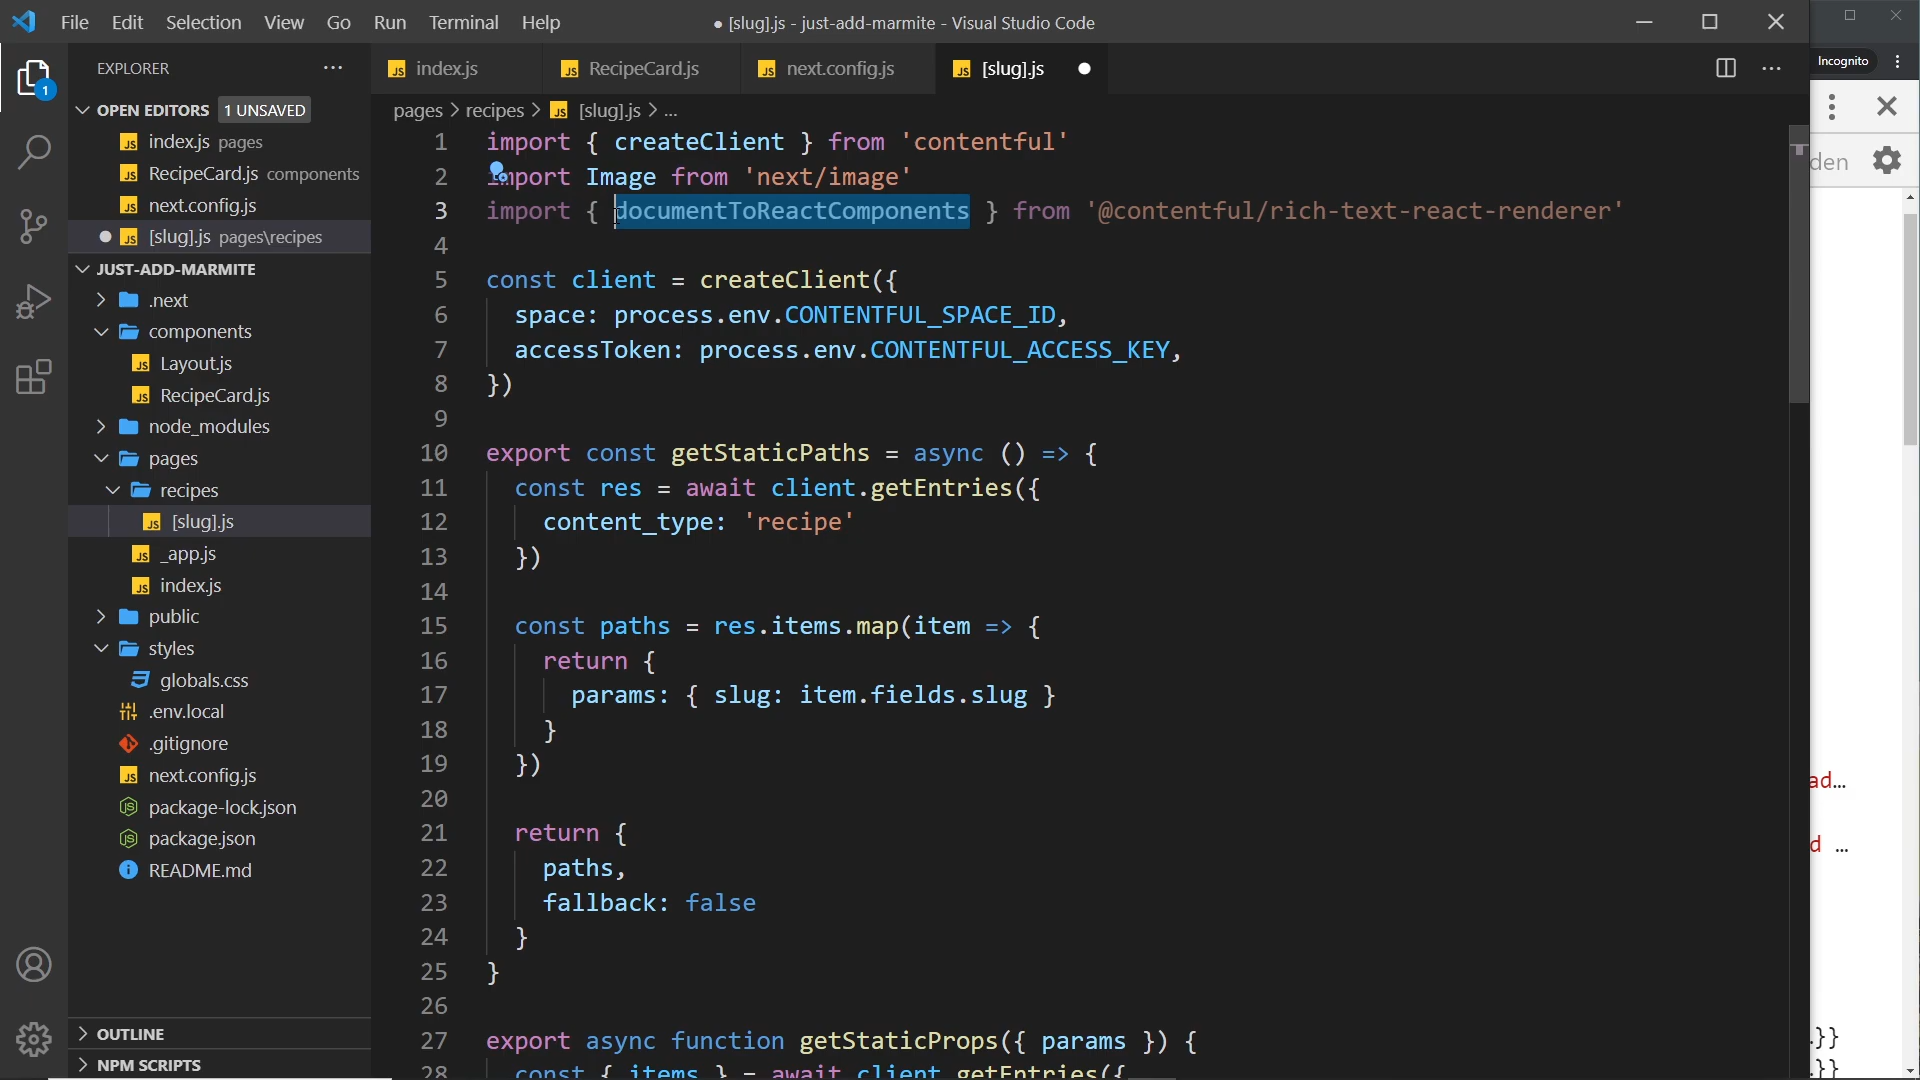 File Edit Selection View Go Run Terminal Help
● [slug].js - just-add-marmite - Visual Studio Code
Incognito
EXPLORER
OPEN EDITORS 1 UNSAVED
index.js pages
RecipeCard.js components
next.config.js
[slug].js pages\recipes
JUST-ADD-MARMITE
.next
components
Layout.js
RecipeCard.js
node_modules
pages
recipes
[slug].js
_app.js
index.js
public
styles
globals.css
.env.local
.gitignore
next.config.js
package-lock.json
package.json
README.md
OUTLINE
NPM SCRIPTS
index.js RecipeCard.js next.config.js [slug].js
pages > recipes > [slug].js > ...
1 import { createClient } from 'contentful'
2 import Image from 'next/image'
3 import { documentToReactComponents } from '@contentful/rich-text-react-renderer'
4
5 const client = createClient({
6 space: process.env.CONTENTFUL_SPACE_ID,
7 accessToken: process.env.CONTENTFUL_ACCESS_KEY,
8 })
9
10 export const getStaticPaths = async () => {
11 const res = await client.getEntries({
12 content_type: 'recipe'
13 })
14
15 const paths = res.items.map(item => {
16 return {
17 params: { slug: item.fields.slug }
18 }
19 })
20
21 return {
22 paths,
23 fallback: false
24 }
25 }
26
27 export async function getStaticProps({ params }) {
28 const { items } = await client.getEntries({
den
ad...
d ...
.}}
.}}